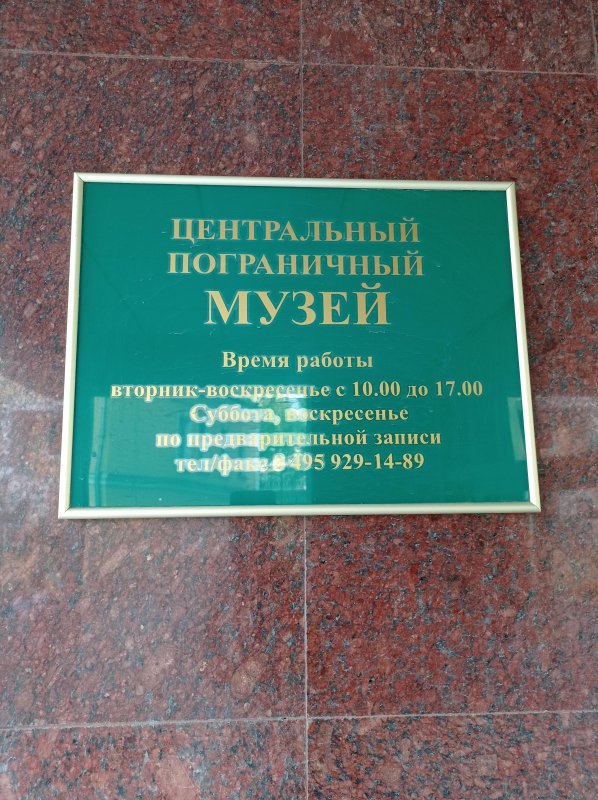 ЦЕНТРАЛЬНЫЙ
ПОГРАНИЧНЫЙ
МУЗЕЙ
Время работы
вторник-воскресенье с 10.00 до 17.00
Суббота, воскресенье
по предварительной записи
тел/факс 8 495 929-14-89